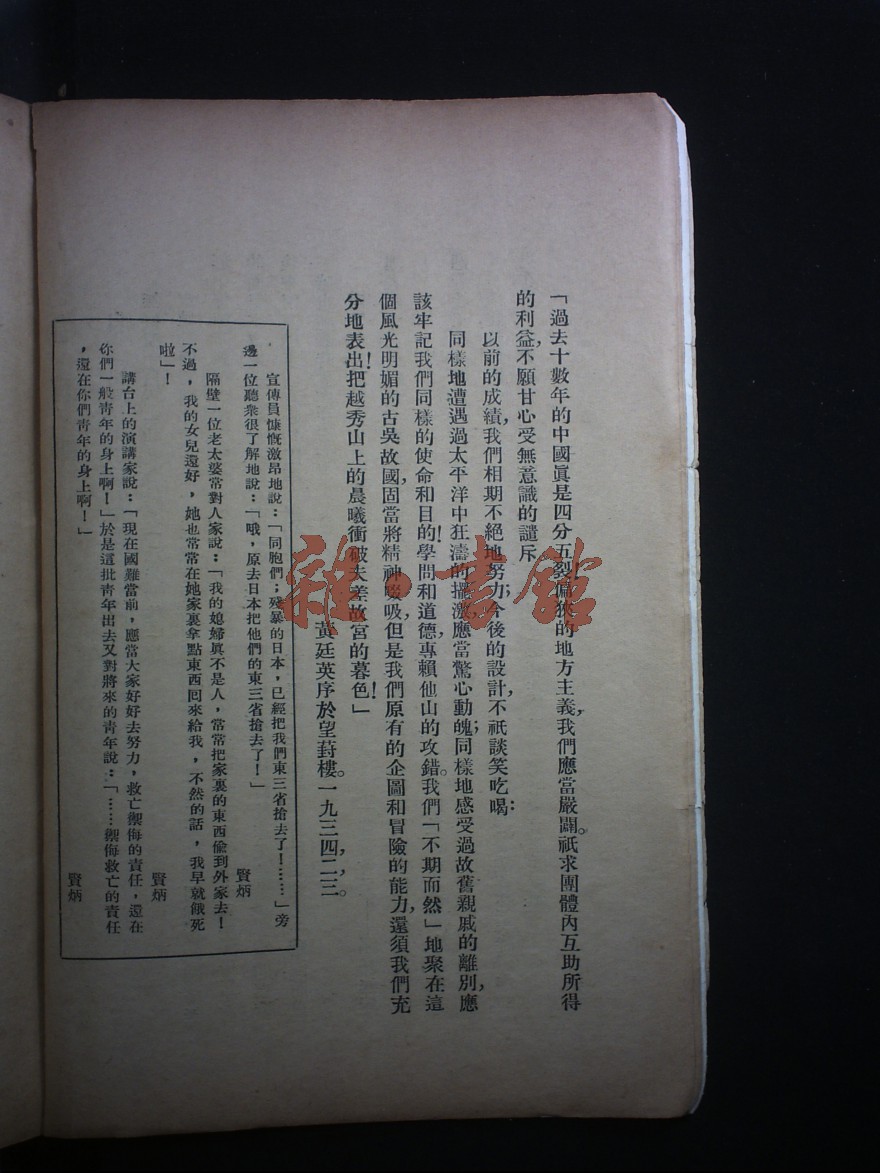 「過去十數年的中國眞是四分五裂!偏狹的地方主義,我們應當嚴闢。祇求團體內互助所得
的利益,不願甘心受無意識的譴斥
以前的成績,我們相期不絕地努力;今後的設計,不祇談笑吃喝:
同樣地遭遇過太平洋中狂濤的擺激,應當驚心動魄;同樣地感受過故舊親戚的離別,應
該牢記我們同樣的使命和目的!學問和道德,專賴他山的攻錯。我們「不期而然」地聚在這
個風光明媚的古吳故國,固當將精神啜吸,但是我們原有的企圖和冒險的能力,還須我們充
分地表出!把越秀山上的晨曦衝破夫差故宮的暮色!」
黃廷英序於望葑樓。一九三四,二,三。
宣傳員慷慨激昂地說:「同胞們;殘暴的日本,已經把我們東三省搶去了!……」旁
邊一位聽衆很了解地說:「哦,原去日本把他們的東三省搶去了!」
賢炳
隔壁一位老太婆常對人家說:「我的媳婦眞不是人,常常把家裏的東西偸到外家去!
不過,我的女兒還好,她也常常在她家裏拿點東西回來給我,不然的話,我早就餓死
啦」!
賢炳
講台上的演講家說:「現在國難當前,應當大家好好去努力,救亡禦侮的責任,還在
你們一般靑年的身上啊!」於是這批靑年出去又對將來的靑年說:「……禦侮救亡的責任
,還在你們靑年的身上啊!」
賢炳
雜·書館